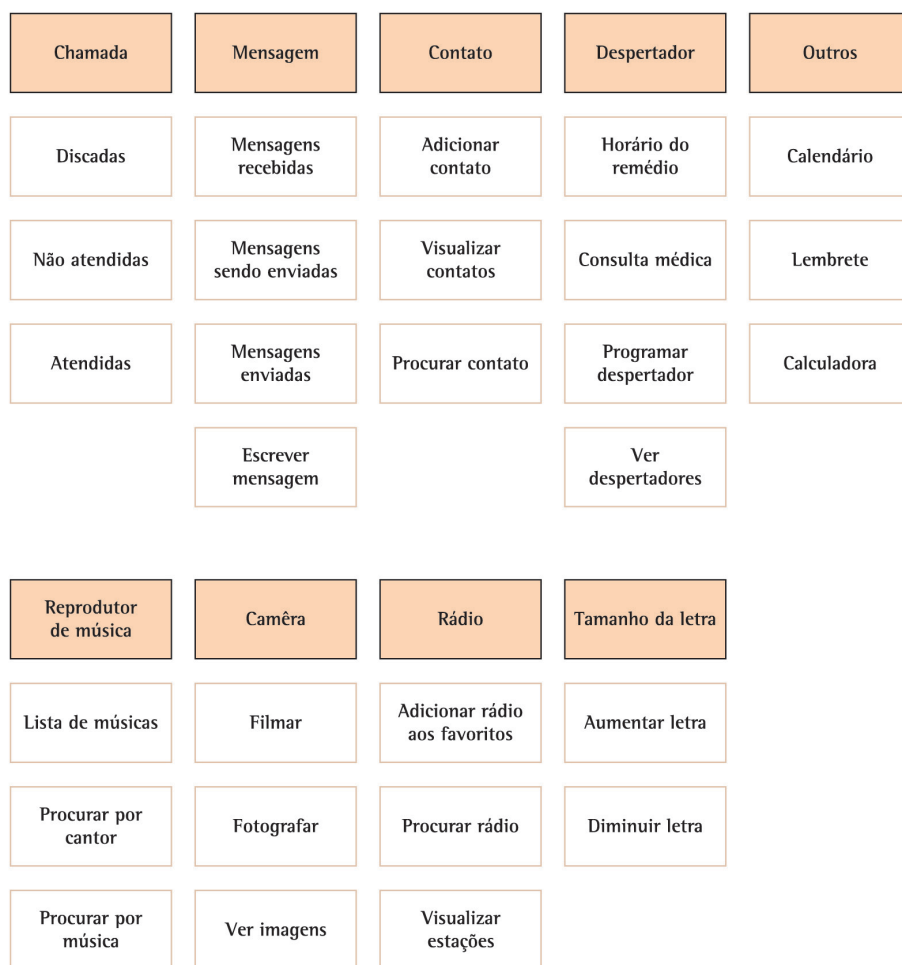 Chamada
Mensagem
Contato
Despertador
Outros
Discadas
Mensagens
recebidas
Adicionar
contato
Horário do
remédio
Calendário
Não atendidas
Mensagens
sendo enviadas
Visualizar
contatos
Consulta médica
Lembrete
Atendidas
Mensagens
enviadas
Procurar contato
Programar
despertador
Calculadora
Escrever
mensagem
Ver
despertadores
Reprodutor
de música
Camêra
Rádio
Tamanho da letra
Lista de músicas
Filmar
Adicionar rádio
aos favoritos
Aumentar letra
Procurar por
cantor
Fotografar
Procurar rádio
Diminuir letra
Procurar por
música
Ver imagens
Visualizar
estações